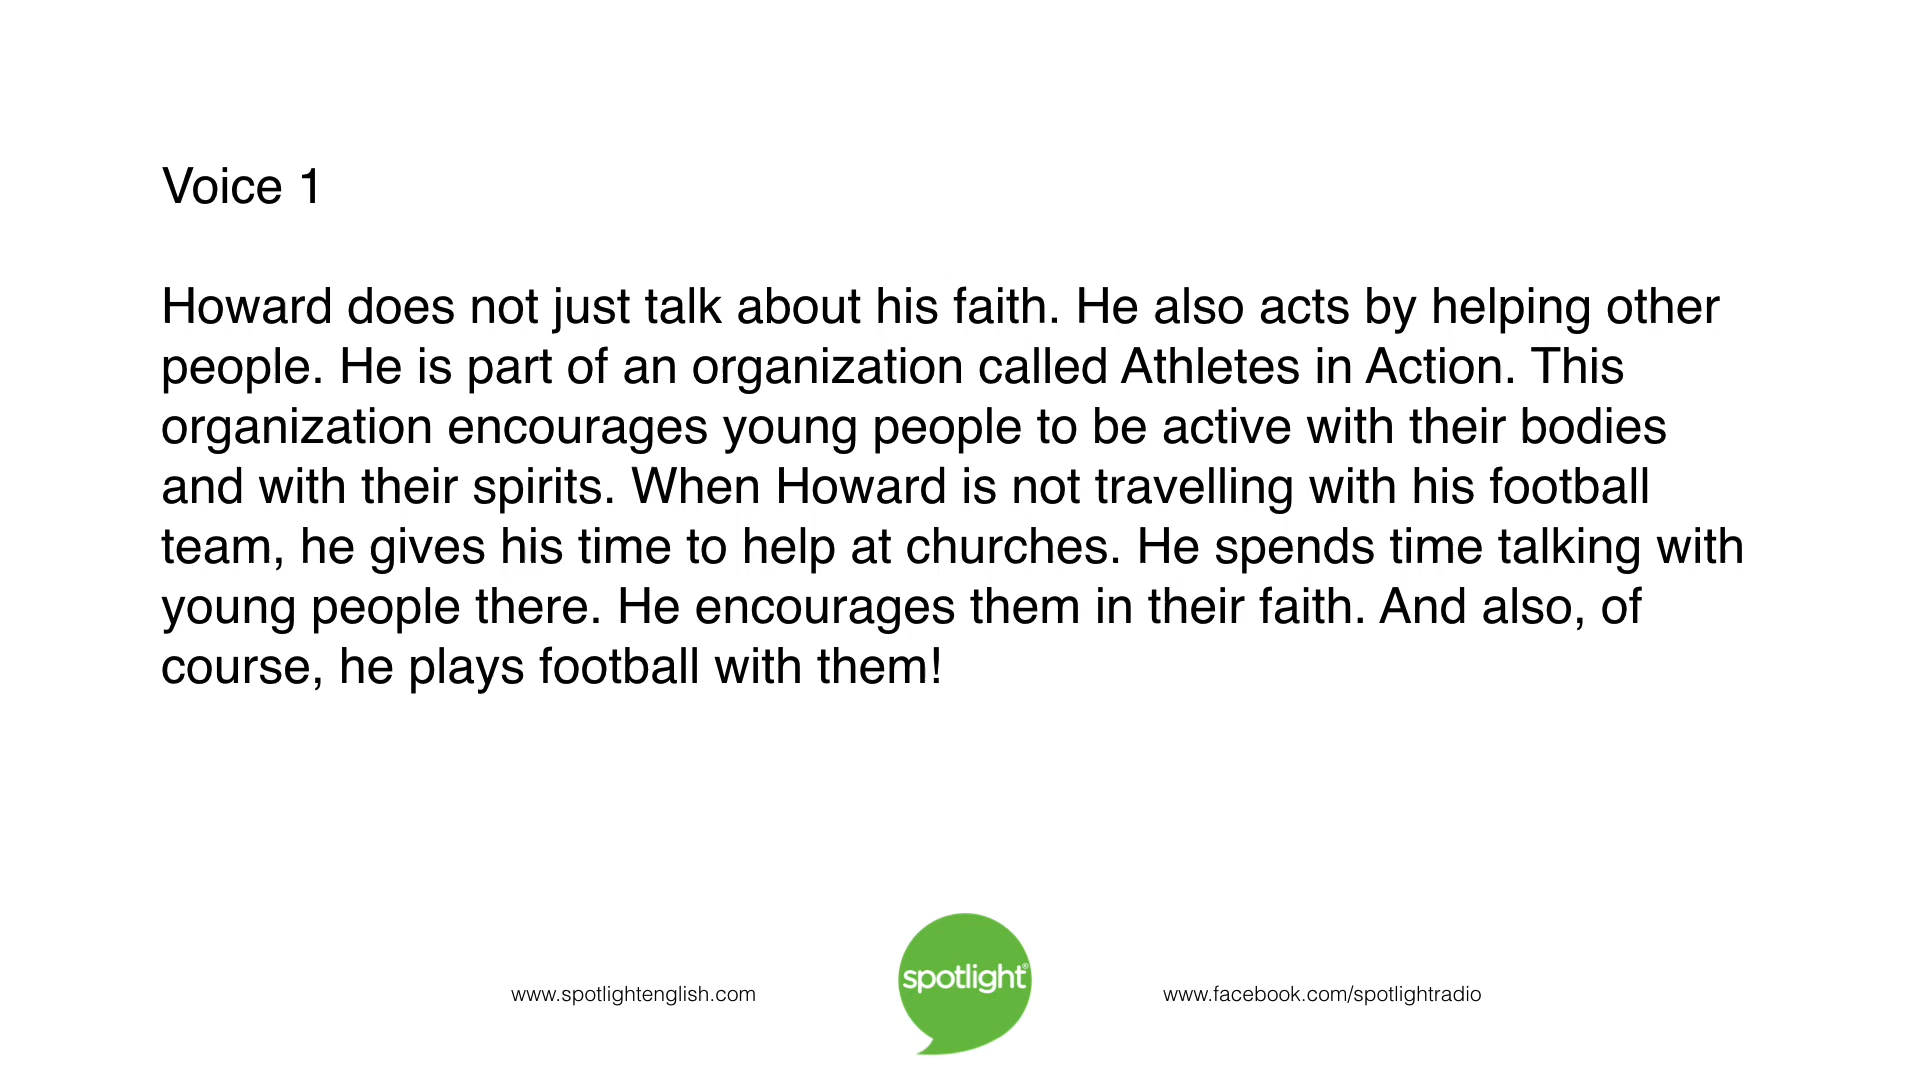 Voice 1
Howard does not just talk about his faith. He also acts by helping other
people. He is part of an organization called Athletes in Action. This
organization encourages young people to be active with their bodies
and with their spirits. When Howard is not travelling with his football
team, he gives his time to help at churches. He spends time talking with
young people there. He encourages them in their faith. And also, of
course, he plays football with them!
www.spotlightenglish.com
spotlight®
www.facebook.com/spotlightradio